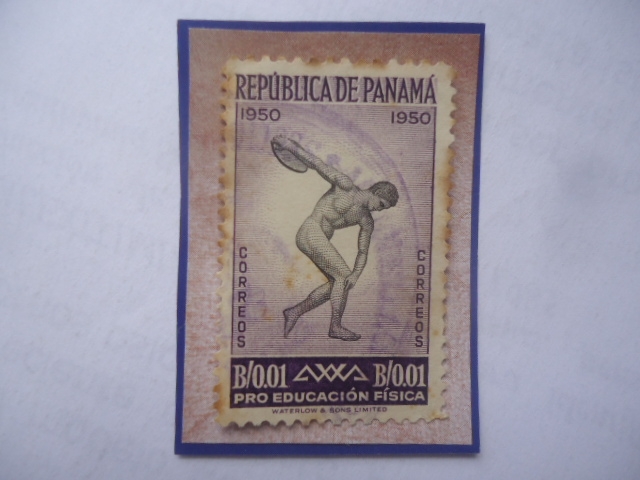 REPÚBLICA DE PANAMÁ
1950 1950
CORREOS CORREOS
B/0.01 B/0.01
PRO EDUCACIÓN FÍSICA
WATERLOW & SONS LIMITED